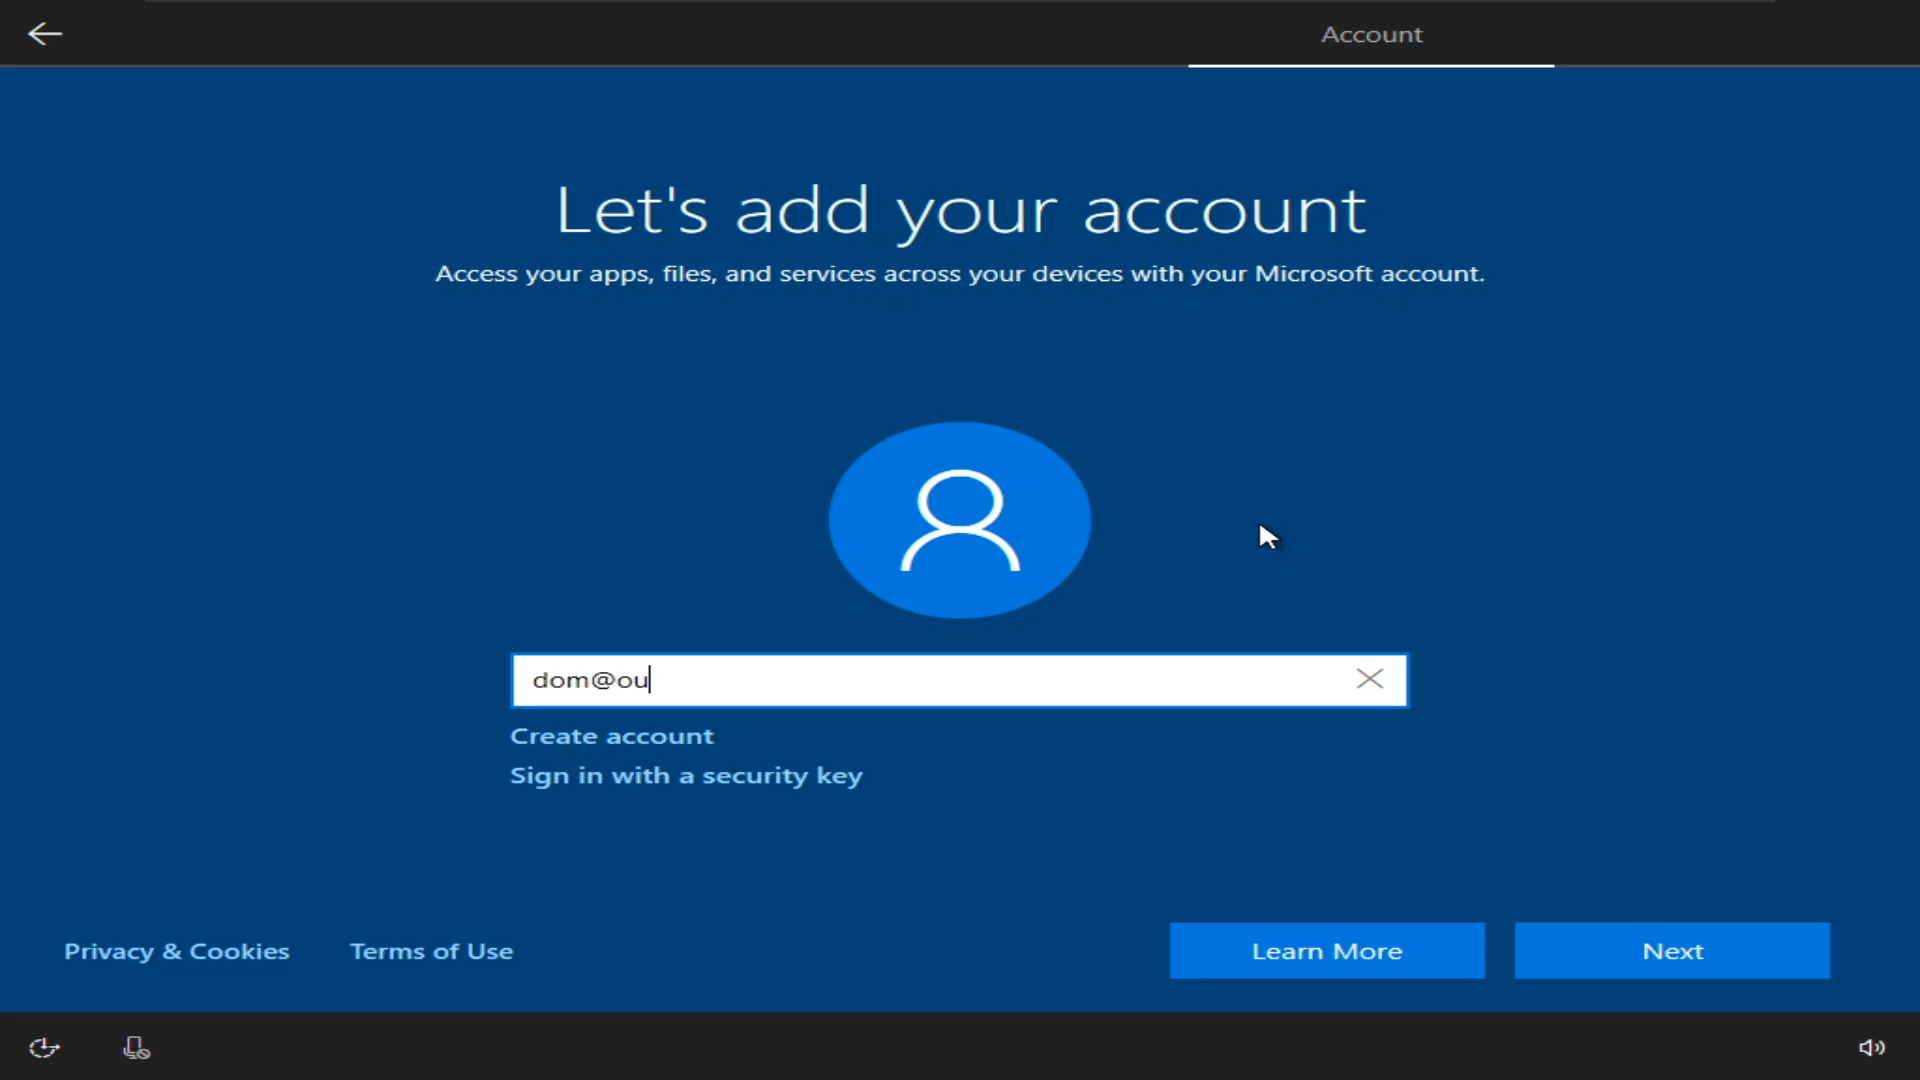 Account
Let's add your account
Access your apps, files, and services across your devices with your Microsoft account.
dom@ou
Create account
Sign in with a security key
Privacy & Cookies
Terms of Use
Learn More
Next